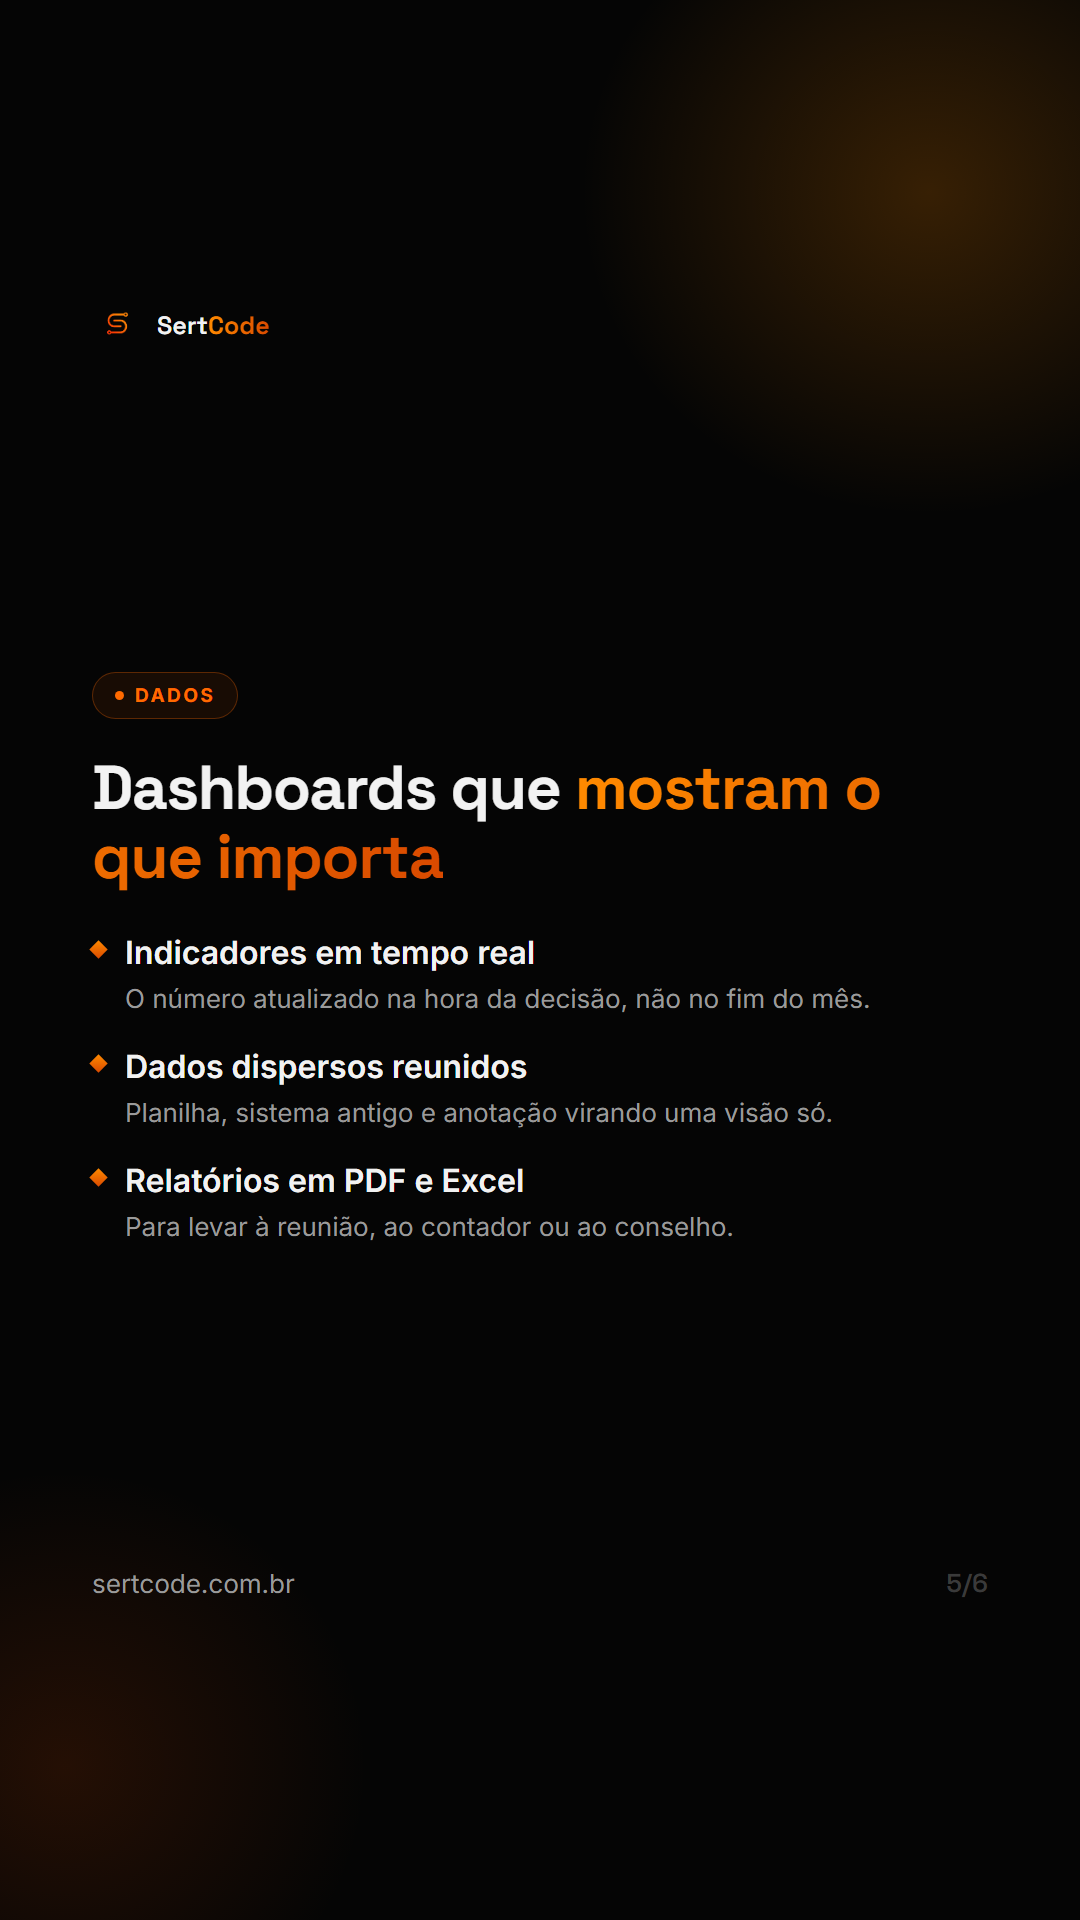 SertCode
DADOS
Dashboards que mostram o
que importa
Indicadores em tempo real
O número atualizado na hora da decisão, não no fim do mês.
Dados dispersos reunidos
Planilha, sistema antigo e anotação virando uma visão só.
Relatórios em PDF e Excel
Para levar à reunião, ao contador ou ao conselho.
sertcode.com.br
5/6